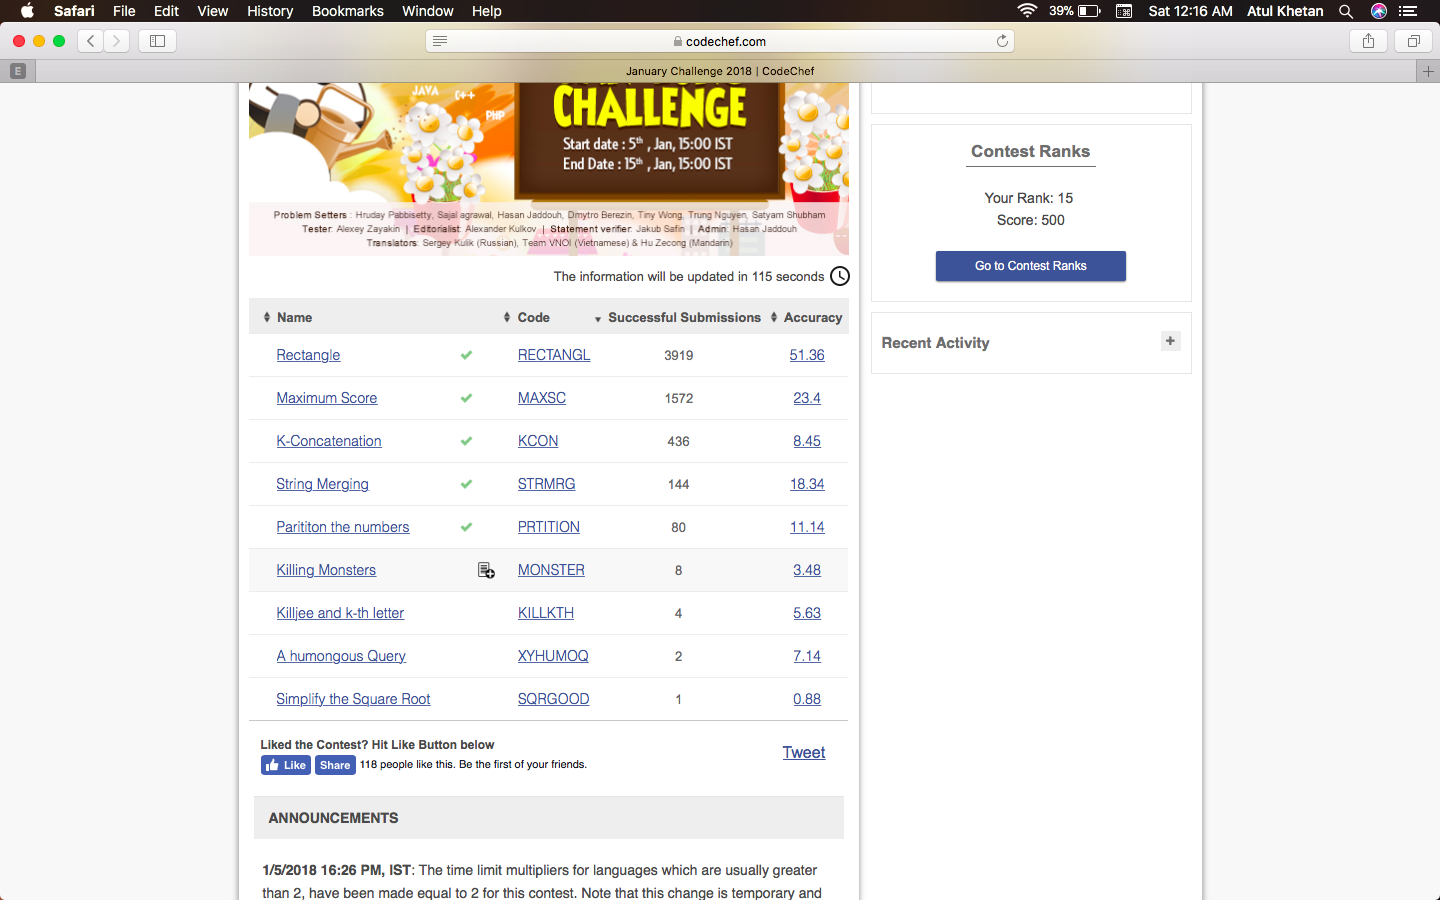 Safari File Edit View History Bookmarks Window Help 39% Sat 12:16 AM Atul Khetan
codechef.com
E January Challenge 2018 | CodeChef
JAVA C++ PHP
CHALLENGE
Start date : 5th , Jan, 15:00 IST
End Date : 15th , Jan, 15:00 IST
Problem Setters : Hruday Pabbisetty, Sajal agrawal, Hasan Jaddouh, Dmytro Berezin, Tiny Wong, Trung Nguyen, Satyam Shubham
Tester: Alexey Zayakin | Editorialist: Alexander Kulkov | Statement verifier: Jakub Safin | Admin: Hasan Jaddouh
Translators: Sergey Kulik (Russian), Team VNOI (Vietnamese) & Hu Zecong (Mandarin)
The information will be updated in 115 seconds
Name Code Successful Submissions Accuracy
Rectangle RECTANGL 3919 51.36
Maximum Score MAXSC 1572 23.4
K-Concatenation KCON 436 8.45
String Merging STRMRG 144 18.34
Parititon the numbers PRTITION 80 11.14
Killing Monsters MONSTER 8 3.48
Killjee and k-th letter KILLKTH 4 5.63
A humongous Query XYHUMOQ 2 7.14
Simplify the Square Root SQRGOOD 1 0.88
Liked the Contest? Hit Like Button below
Like Share 118 people like this. Be the first of your friends.
Tweet
ANNOUNCEMENTS
1/5/2018 16:26 PM, IST: The time limit multipliers for languages which are usually greater
than 2, have been made equal to 2 for this contest. Note that this change is temporary and
Contest Ranks
Your Rank: 15
Score: 500
Go to Contest Ranks
Recent Activity